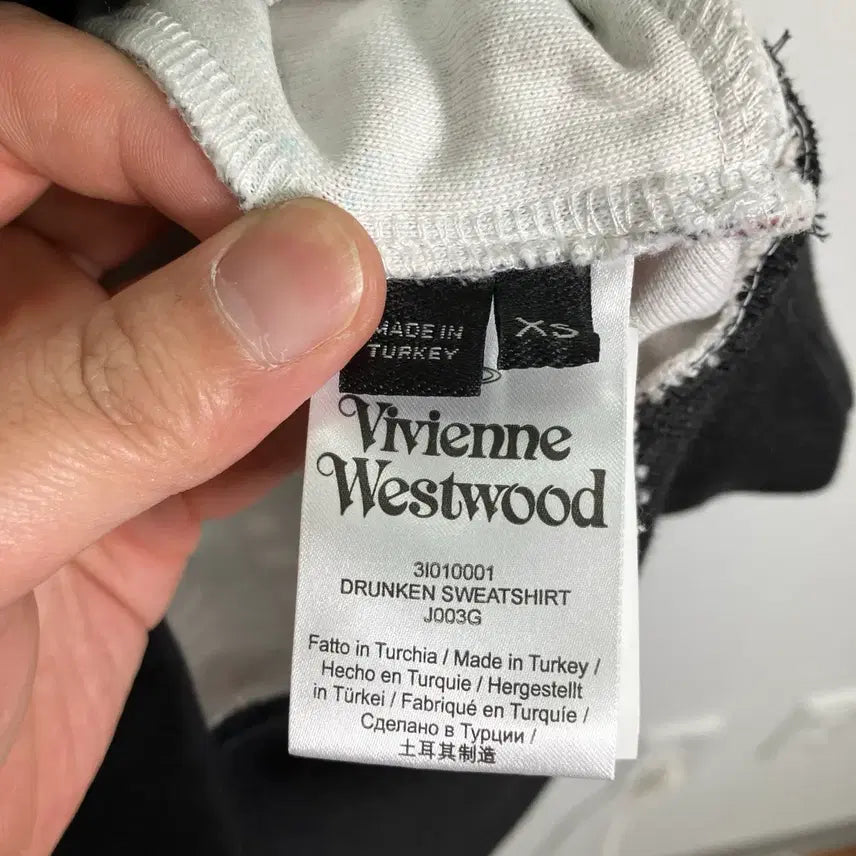 MADE IN
TURKEY
XS
Vivienne
Westwood
3I010001
DRUNKEN SWEATSHIRT
J003G
Fatto in Turchia / Made in Turkey /
Hecho en Turquie / Hergestellt
in Türkei / Fabriqué en Turquíe /
Сделано в Турции /
土耳其制造